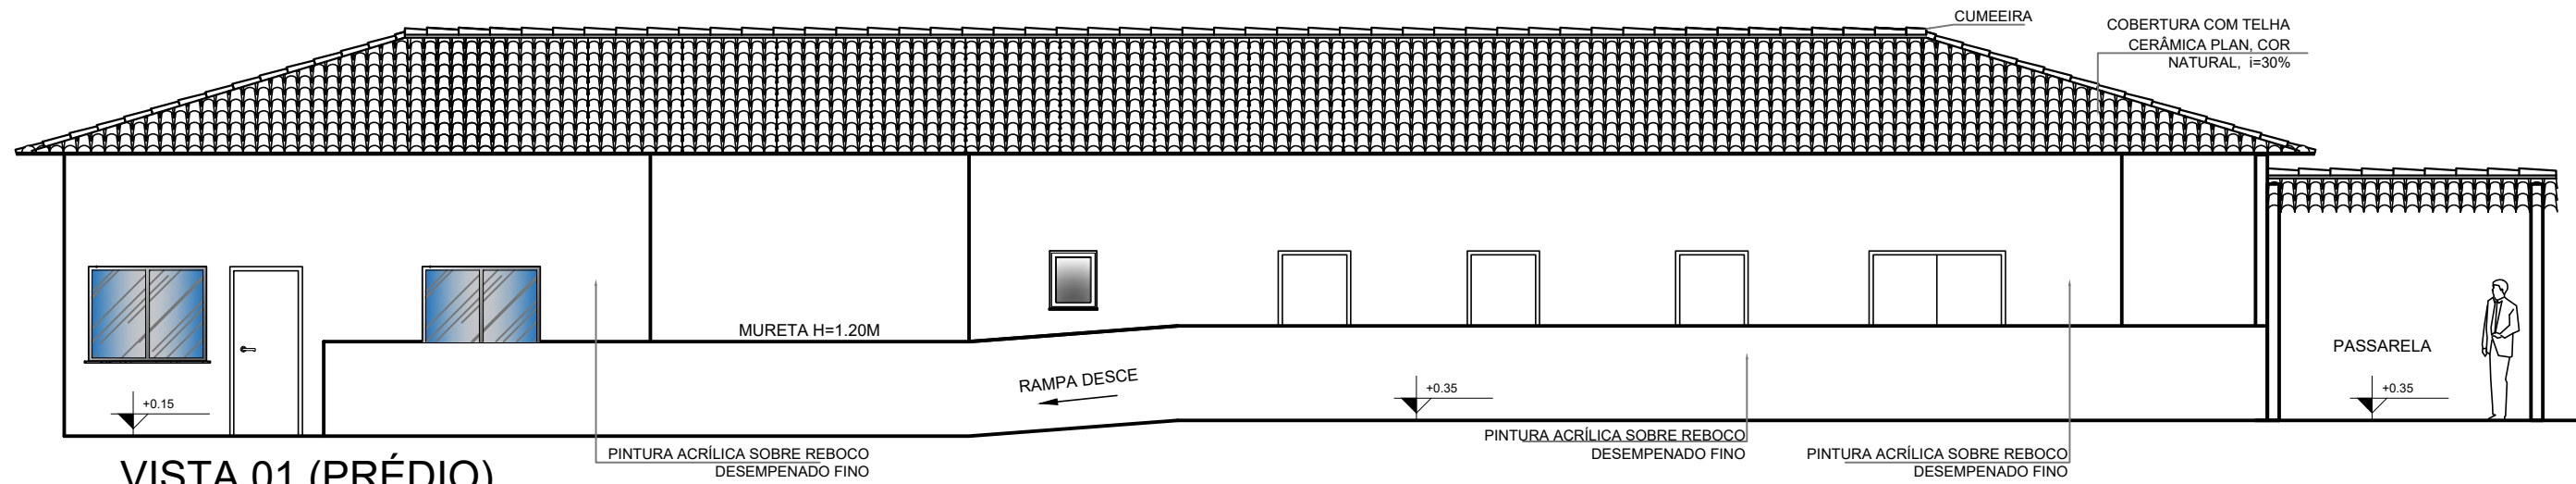 CUMEEIRA
COBERTURA COM TELHA
CERÂMICA PLAN, COR
NATURAL, i=30%
MURETA H=1.20M
RAMPA DESCE
PASSARELA
+0.15
+0.35
+0.35
PINTURA ACRÍLICA SOBRE REBOCO
DESEMPENADO FINO
PINTURA ACRÍLICA SOBRE REBOCO
DESEMPENADO FINO
PINTURA ACRÍLICA SOBRE REBOCO
DESEMPENADO FINO
VISTA 01 (PRÉDIO)